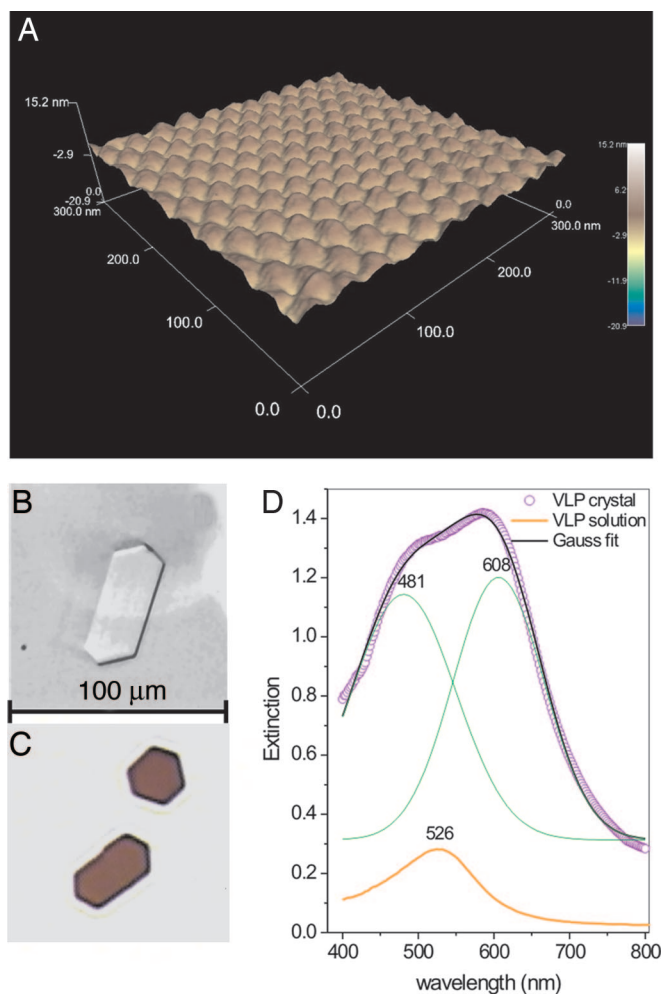 A
15.2 nm
-2.9
0.0
-20.9
300.0 nm
200.0
100.0
0.0
0.0
100.0
200.0
0.0
300.0 nm
15.2 nm
6.2
-2.9
-11.9
-20.9
B
100 μm
C
D
VLP crystal
VLP solution
Gauss fit
481
608
526
1.4
1.2
1.0
0.8
0.6
0.4
0.2
0.0
Extinction
400
500
600
700
800
wavelength (nm)